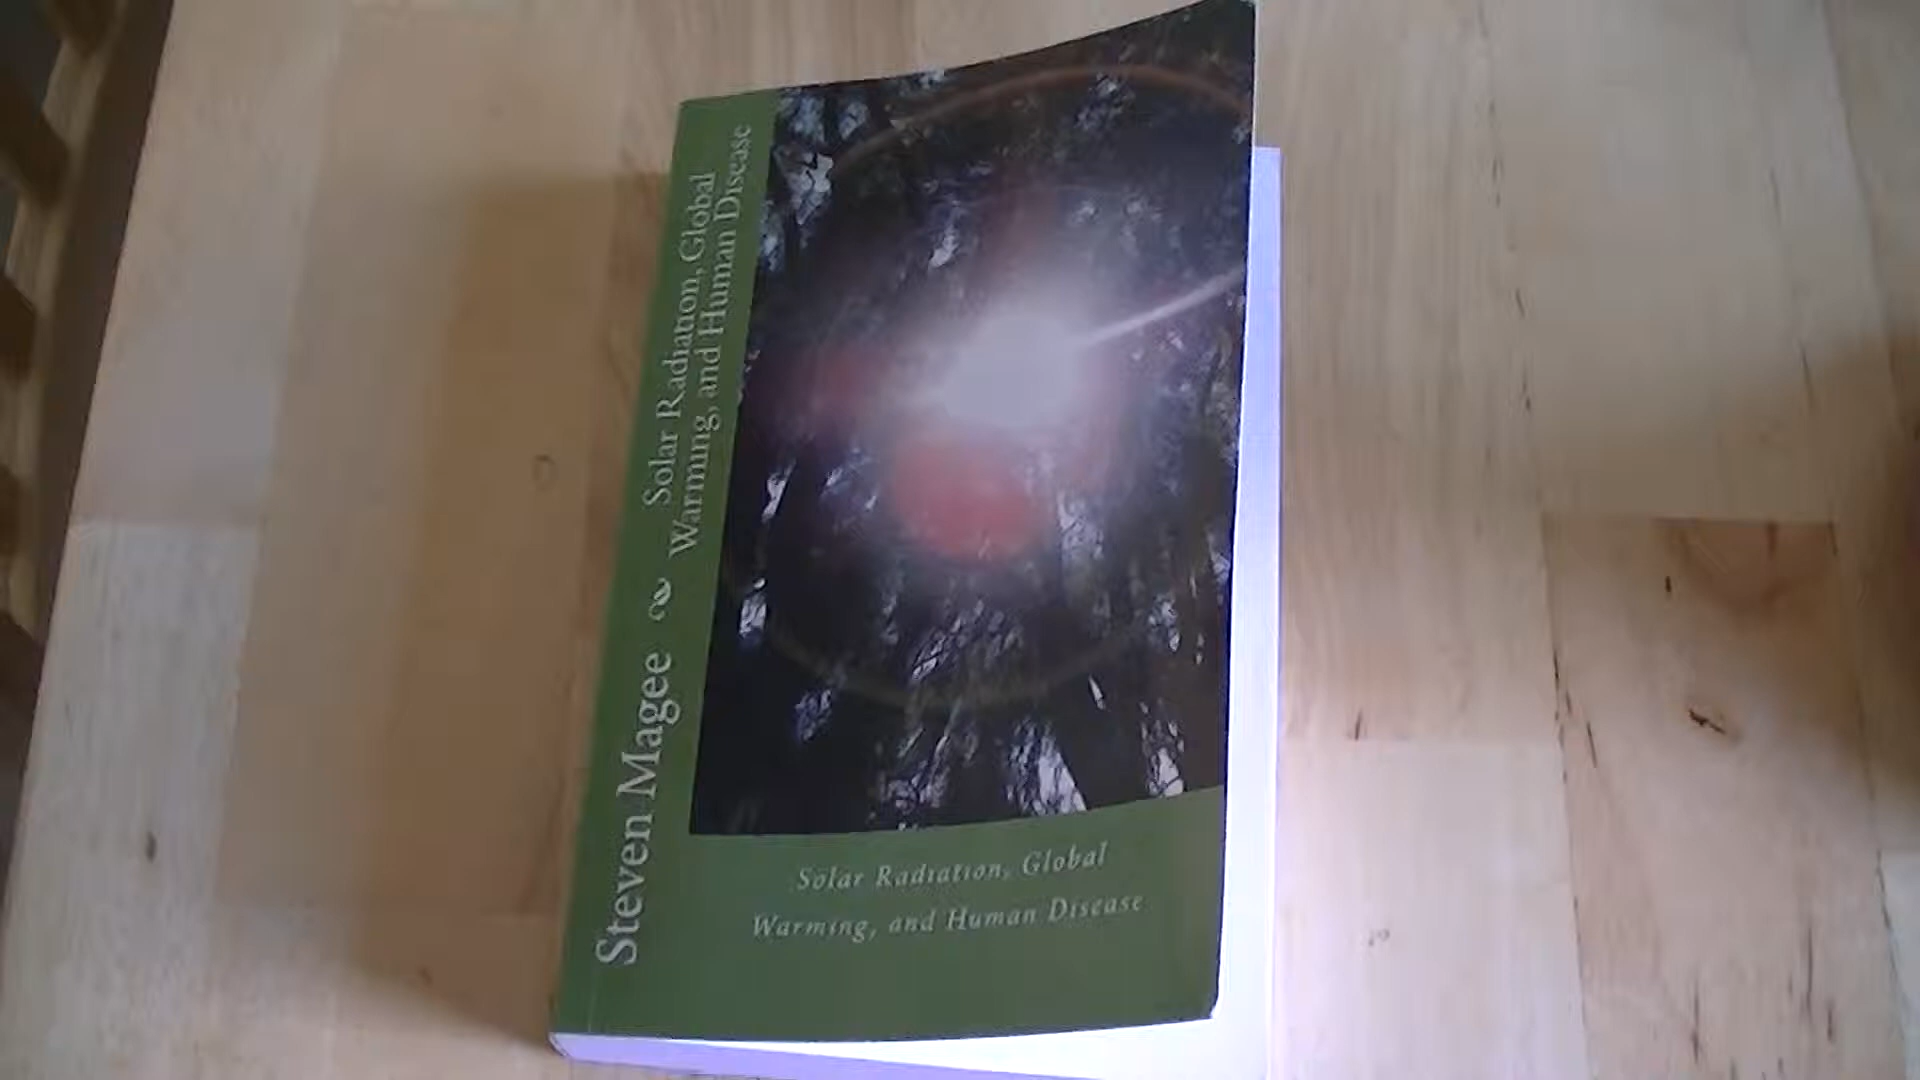 Steven Magee
Solar Radiation, Global
Warming, and Human Disease
Solar Radiation, Global
Warming, and Human Disease